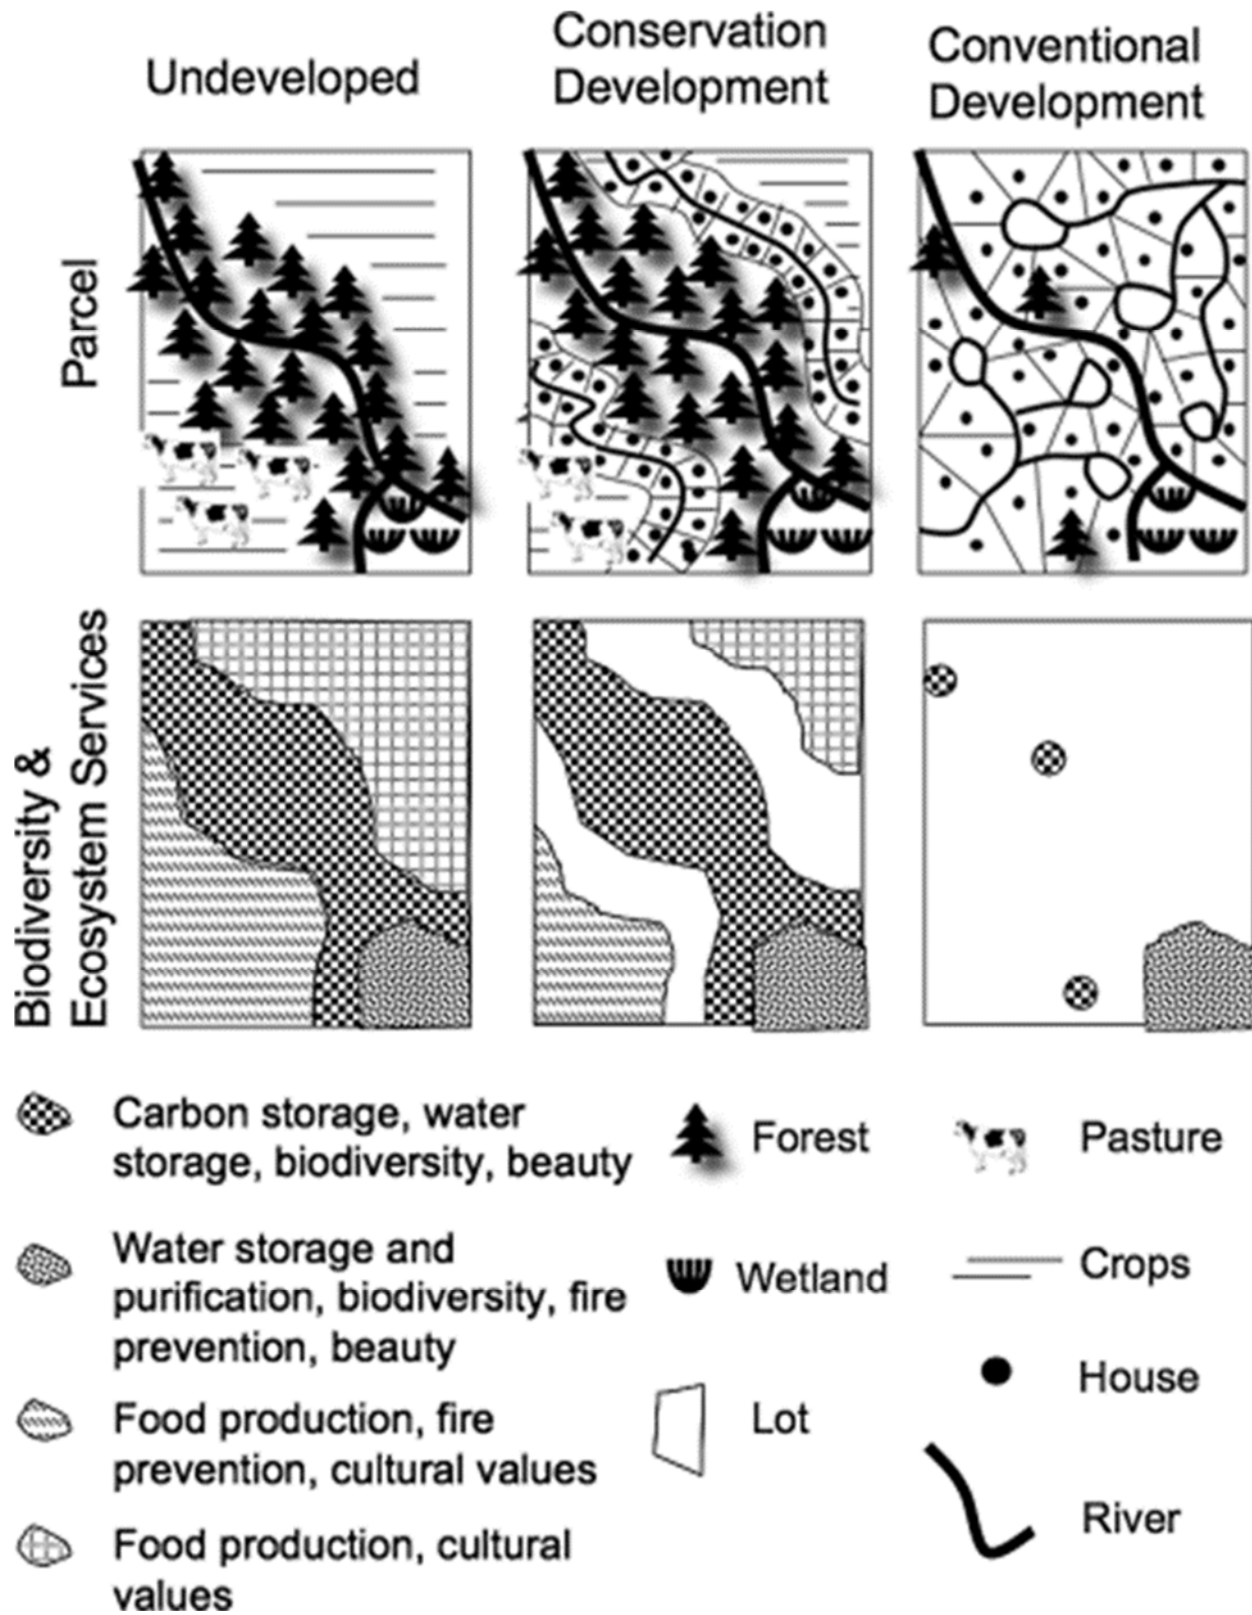 Undeveloped
Conservation
Development
Conventional
Development
Parcel
Biodiversity &
Ecosystem Services
Carbon storage, water
storage, biodiversity, beauty
Water storage and
purification, biodiversity, fire
prevention, beauty
Food production, fire
prevention, cultural values
Food production, cultural
values
Forest
Wetland
Lot
Pasture
Crops
House
River